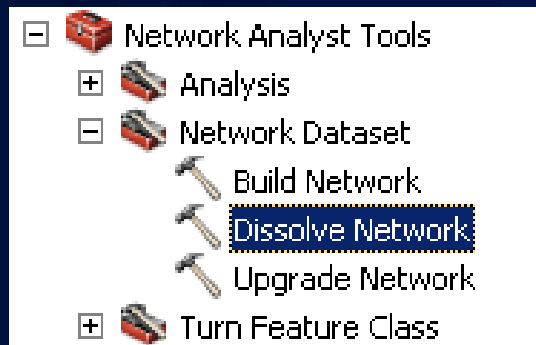 Network Analyst Tools
Analysis
Network Dataset
Build Network
Dissolve Network
Upgrade Network
Turn Feature Class